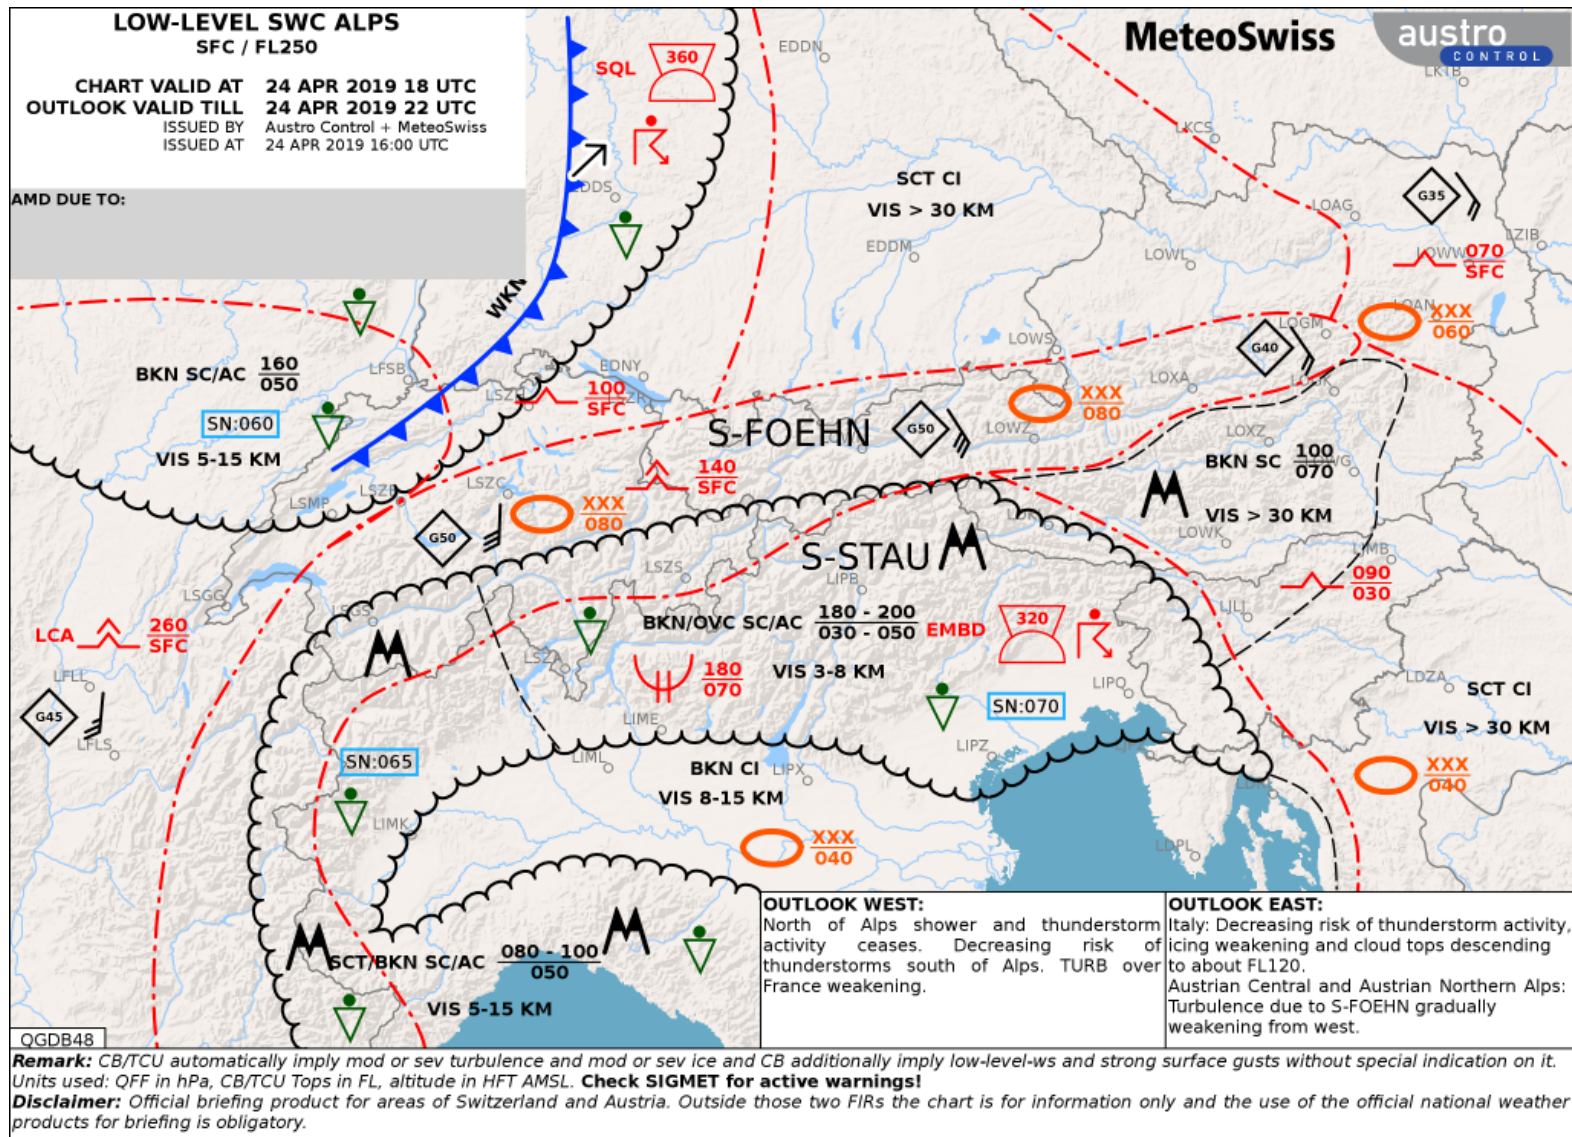 LOW-LEVEL SWC ALPS
SFC / FL250
CHART VALID AT 24 APR 2019 18 UTC
OUTLOOK VALID TILL 24 APR 2019 22 UTC
ISSUED BY Austro Control + MeteoSwiss
ISSUED AT 24 APR 2019 16:00 UTC
AMD DUE TO:
MeteoSwiss
austro
CONTROL
EDDN
LKTB
LKCS
SQL
360
EDDS
SCT CI
VIS > 30 KM
EDDM
G35
LOAG
LOWL
LOWW
LZIB
070
SFC
WKN
LOAN
XXX
060
LOGM
G40
LOWS
LFSB
EDNY
BKN SC/AC
160
050
LSZH
LSZR
100
SFC
LOXA
LOGK
XXX
080
SN:060
VIS 5-15 KM
S-FOEHN
G50
LOWZ
LOXZ
BKN SC
100
070
LOWG
LSMP
LSZB
LSZC
140
SFC
XXX
080
VIS > 30 KM
G50
S-STAU
LOWK
LJMB
LSZS
LIPB
090
030
LSGG
LSGS
LJLJ
LCA
260
SFC
BKN/OVC SC/AC
180 - 200
030 - 050
EMBD
320
LSZA
VIS 3-8 KM
180
070
LFLL
LIPQ
LDZA
SCT CI
G45
SN:070
LIME
VIS > 30 KM
LFLS
LIPZ
SN:065
LIML
BKN CI
LIPX
VIS 8-15 KM
XXX
040
LDRI
LIMK
XXX
040
LDPL
SCT/BKN SC/AC
080 - 100
050
VIS 5-15 KM
OUTLOOK WEST:
North of Alps shower and thunderstorm
activity ceases. Decreasing risk of
thunderstorms south of Alps. TURB over
France weakening.
OUTLOOK EAST:
Italy: Decreasing risk of thunderstorm activity,
icing weakening and cloud tops descending
to about FL120.
Austrian Central and Austrian Northern Alps:
Turbulence due to S-FOEHN gradually
weakening from west.
QGDB48
Remark: CB/TCU automatically imply mod or sev turbulence and mod or sev ice and CB additionally imply low-level-ws and strong surface gusts without special indication on it.
Units used: QFF in hPa, CB/TCU Tops in FL, altitude in HFT AMSL. Check SIGMET for active warnings!
Disclaimer: Official briefing product for areas of Switzerland and Austria. Outside those two FIRs the chart is for information only and the use of the official national weather
products for briefing is obligatory.